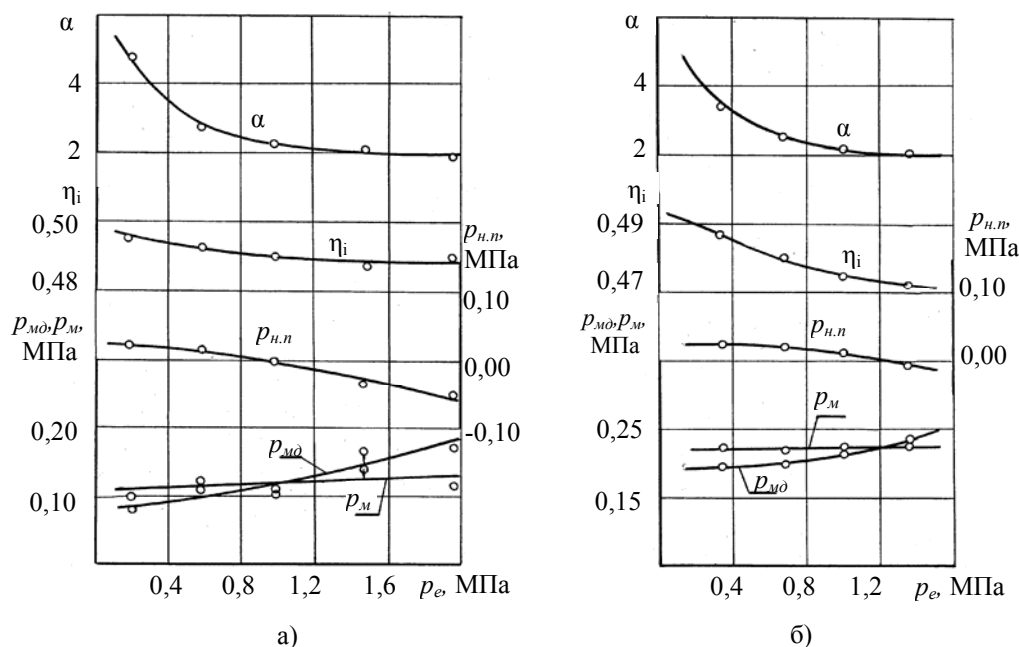 α
4
α
2
ηi
0,50
ηi
pн.п,
МПа
0,48
0,10
pмд,pм,
МПа
pн.п
0,00
0,20
-0,10
pмд
0,10
pм
0,4
0,8
1,2
1,6
pe, МПа
а)
α
4
α
2
ηi
0,49
pн.п,
МПа
ηi
0,47
0,10
pмд,pм,
МПа
pн.п
0,00
pм
0,25
pмд
0,15
0,4
0,8
1,2
pe, МПа
б)